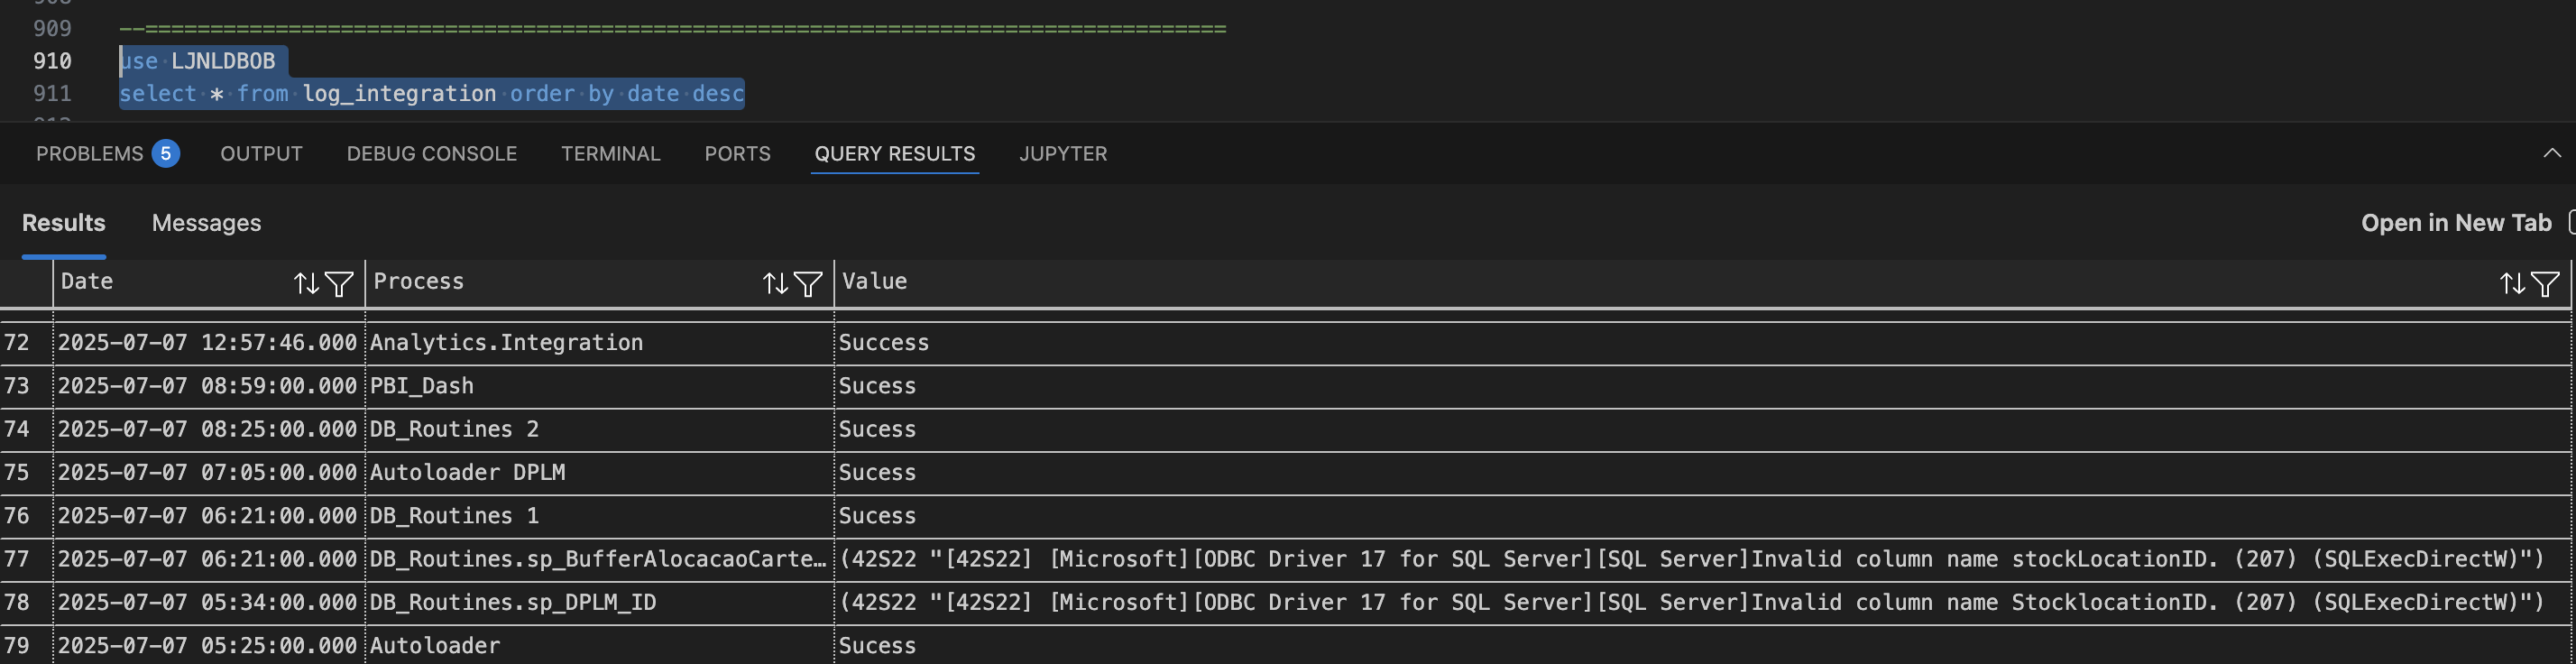 909 --===================================================================================
910 use LJNLDBOB
911 select * from log_integration order by date desc
PROBLEMS 5 OUTPUT DEBUG CONSOLE TERMINAL PORTS QUERY RESULTS JUPYTER
Results Messages Open in New Tab
Date Process Value
72 2025-07-07 12:57:46.000 Analytics.Integration Success
73 2025-07-07 08:59:00.000 PBI_Dash Sucess
74 2025-07-07 08:25:00.000 DB_Routines 2 Sucess
75 2025-07-07 07:05:00.000 Autoloader DPLM Sucess
76 2025-07-07 06:21:00.000 DB_Routines 1 Sucess
77 2025-07-07 06:21:00.000 DB_Routines.sp_BufferAlocacaoCarte… (42S22 "[42S22] [Microsoft][ODBC Driver 17 for SQL Server][SQL Server]Invalid column name stockLocationID. (207) (SQLExecDirectW)")
78 2025-07-07 05:34:00.000 DB_Routines.sp_DPLM_ID (42S22 "[42S22] [Microsoft][ODBC Driver 17 for SQL Server][SQL Server]Invalid column name StocklocationID. (207) (SQLExecDirectW)")
79 2025-07-07 05:25:00.000 Autoloader Sucess